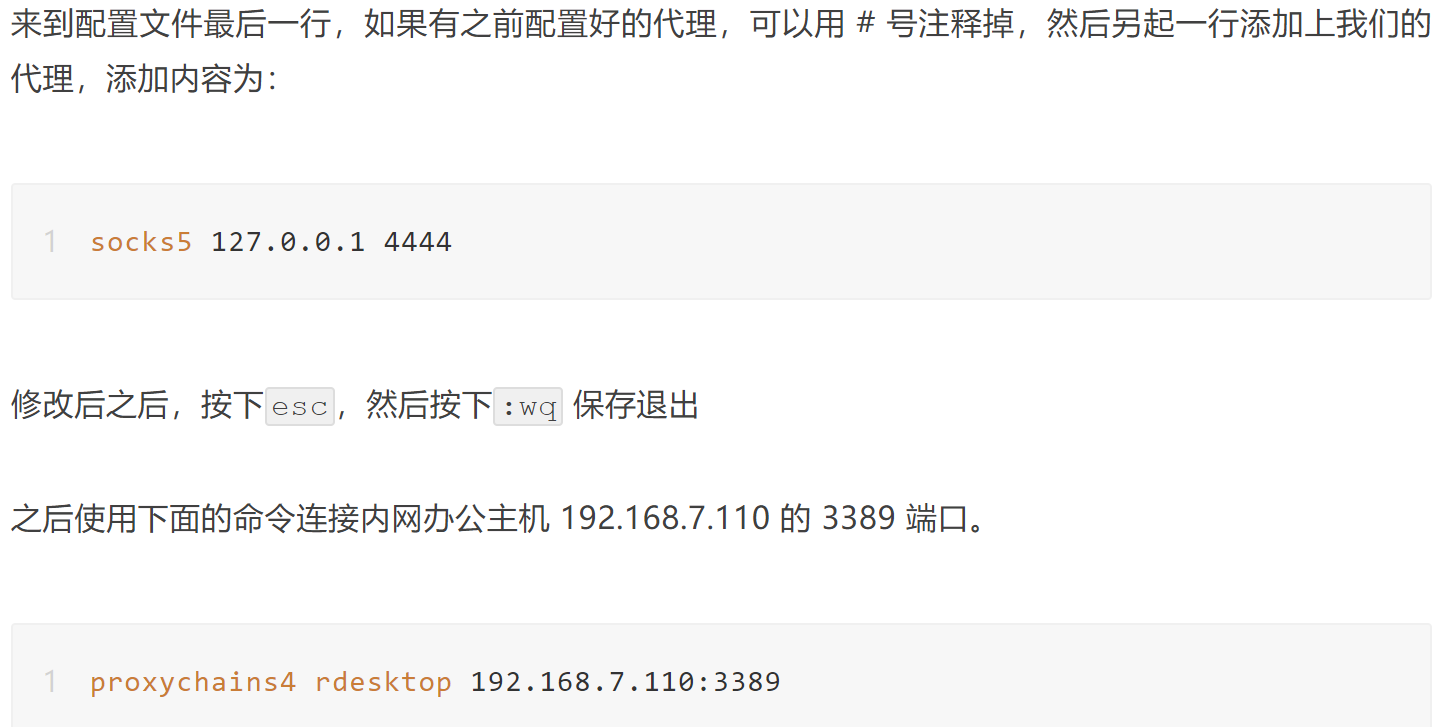 来到配置文件最后一行，如果有之前配置好的代理，可以用 # 号注释掉，然后另起一行添加上我们的
代理，添加内容为：
1 socks5 127.0.0.1 4444
修改后之后，按下esc，然后按下:wq 保存退出
之后使用下面的命令连接内网办公主机 192.168.7.110 的 3389 端口。
1 proxychains4 rdesktop 192.168.7.110:3389